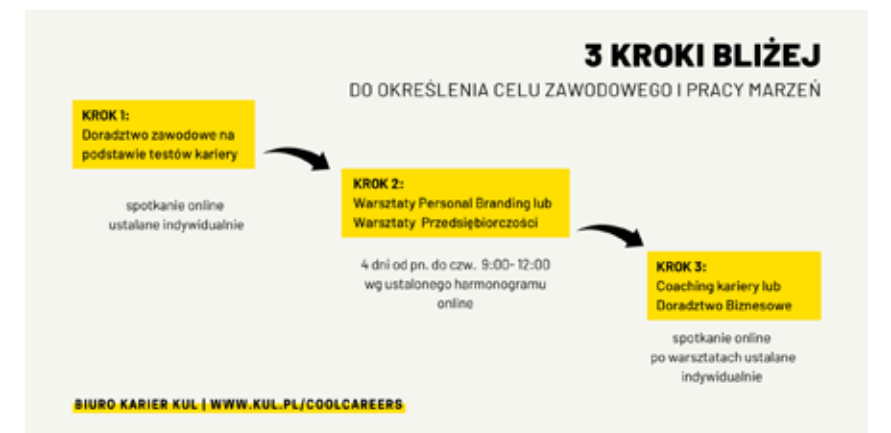 3 KROKI BLIŻEJ
DO OKREŚLENIA CELU ZAWODOWEGO I PRACY MARZEŃ
KROK 1:
Doradztwo zawodowe na
podstawie testów kariery
spotkanie online
ustalane indywidualnie
KROK 2:
Warsztaty Personal Branding lub
Warsztaty Przedsiębiorczości
4 dni od pn. do czw. 9:00-12:00
wg ustalonego harmonogramu
online
KROK 3:
Coaching kariery lub
Doradztwo Biznesowe
spotkanie online
po warsztatach ustalane
indywidualnie
BIURO KARIER KUL | WWW.KUL.PL/COOLCAREERS